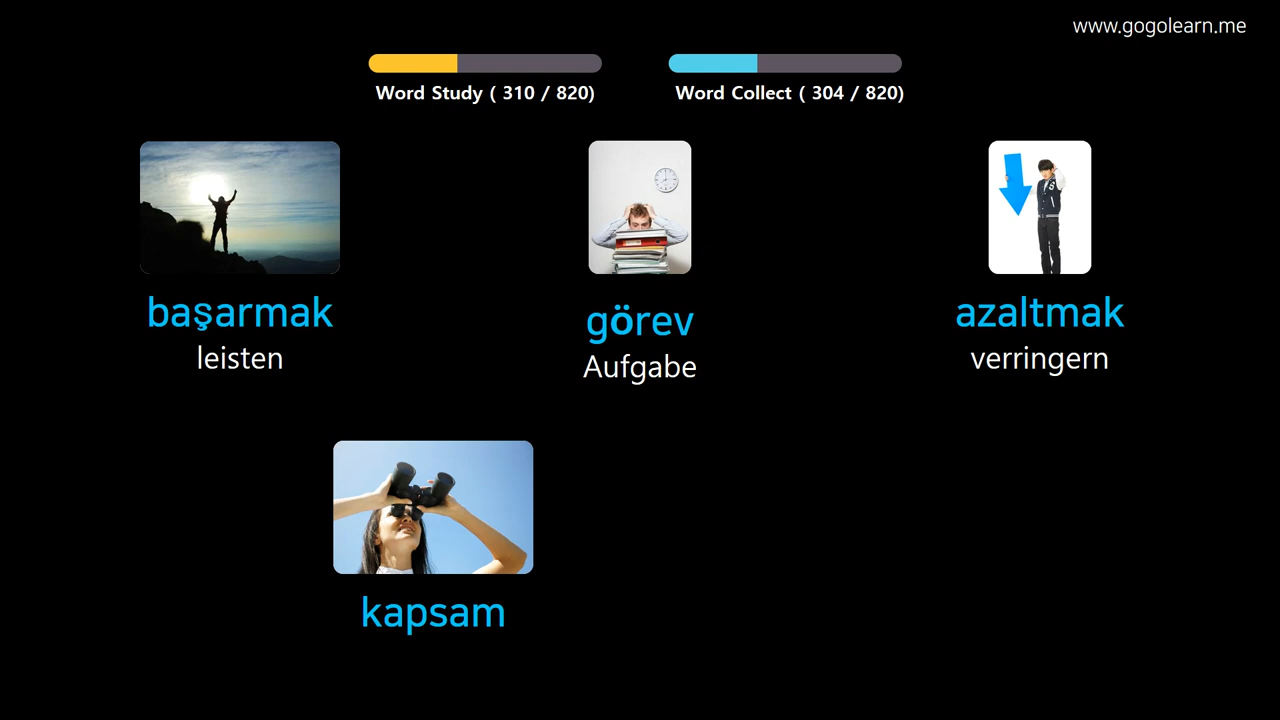 www.gogolearn.me
Word Study ( 310 / 820)
Word Collect ( 304 / 820)
başarmak
leisten
görev
Aufgabe
azaltmak
verringern
kapsam